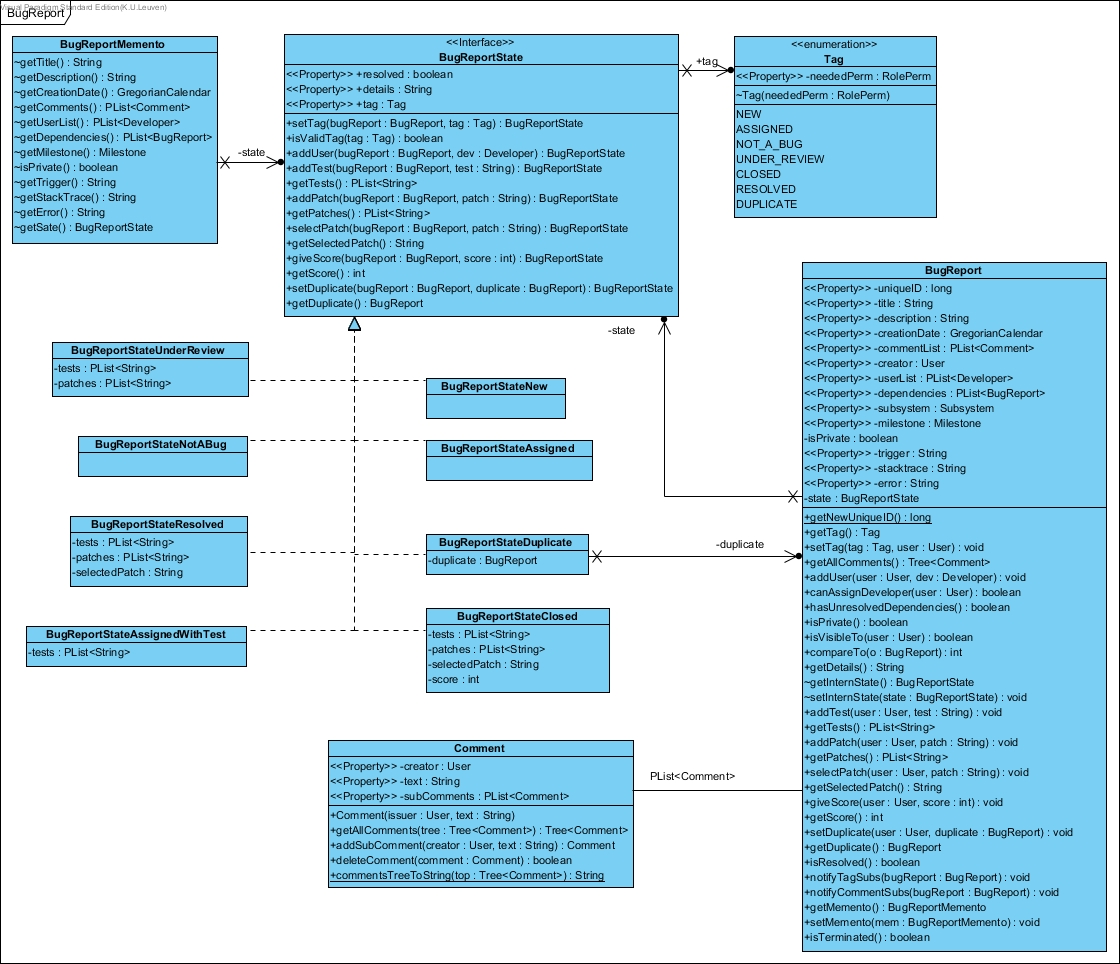 Visual Paradigm Standard Edition(K.U.Leuven)
BugReport
BugReportMemento
~getTitle() : String
~getDescription() : String
~getCreationDate() : GregorianCalendar
~getComments() : PList<Comment>
~getUserList() : PList<Developer>
~getDependencies() : PList<BugReport>
~getMilestone() : Milestone
~isPrivate() : boolean
~getTrigger() : String
~getStackTrace() : String
~getError() : String
~getSate() : BugReportState
-state
<<Interface>>
BugReportState
<<Property>> +resolved : boolean
<<Property>> +details : String
<<Property>> +tag : Tag
+setTag(bugReport : BugReport, tag : Tag) : BugReportState
+isValidTag(tag : Tag) : boolean
+addUser(bugReport : BugReport, dev : Developer) : BugReportState
+addTest(bugReport : BugReport, test : String) : BugReportState
+getTests() : PList<String>
+addPatch(bugReport : BugReport, patch : String) : BugReportState
+getPatches() : PList<String>
+selectPatch(bugReport : BugReport, patch : String) : BugReportState
+getSelectedPatch() : String
+giveScore(bugReport : BugReport, score : int) : BugReportState
+getScore() : int
+setDuplicate(bugReport : BugReport, duplicate : BugReport) : BugReportState
+getDuplicate() : BugReport
+tag
<<enumeration>>
Tag
<<Property>> -neededPerm : RolePerm
~Tag(neededPerm : RolePerm)
NEW
ASSIGNED
NOT_A_BUG
UNDER_REVIEW
CLOSED
RESOLVED
DUPLICATE
-state
BugReportStateUnderReview
-tests : PList<String>
-patches : PList<String>
BugReportStateNew
BugReportStateNotABug
BugReportStateAssigned
BugReportStateResolved
-tests : PList<String>
-patches : PList<String>
-selectedPatch : String
BugReportStateDuplicate
-duplicate : BugReport
-duplicate
BugReportStateAssignedWithTest
-tests : PList<String>
BugReportStateClosed
-tests : PList<String>
-patches : PList<String>
-selectedPatch : String
-score : int
Comment
<<Property>> -creator : User
<<Property>> -text : String
<<Property>> -subComments : PList<Comment>
+Comment(issuer : User, text : String)
+getAllComments(tree : Tree<Comment>) : Tree<Comment>
+addSubComment(creator : User, text : String) : Comment
+deleteComment(comment : Comment) : boolean
+commentsTreeToString(top : Tree<Comment>) : String
PList<Comment>
BugReport
<<Property>> -uniqueID : long
<<Property>> -title : String
<<Property>> -description : String
<<Property>> -creationDate : GregorianCalendar
<<Property>> -commentList : PList<Comment>
<<Property>> -creator : User
<<Property>> -userList : PList<Developer>
<<Property>> -dependencies : PList<BugReport>
<<Property>> -subsystem : Subsystem
<<Property>> -milestone : Milestone
-isPrivate : boolean
<<Property>> -trigger : String
<<Property>> -stacktrace : String
<<Property>> -error : String
-state : BugReportState
+getNewUniqueID() : long
+getTag() : Tag
+setTag(tag : Tag, user : User) : void
+getAllComments() : Tree<Comment>
+addUser(user : User, dev : Developer) : void
+canAssignDeveloper(user : User) : boolean
+hasUnresolvedDependencies() : boolean
+isPrivate() : boolean
+isVisibleTo(user : User) : boolean
+compareTo(o : BugReport) : int
+getDetails() : String
~getInternState() : BugReportState
~setInternState(state : BugReportState) : void
+addTest(user : User, test : String) : void
+getTests() : PList<String>
+addPatch(user : User, patch : String) : void
+getPatches() : PList<String>
+selectPatch(user : User, patch : String) : void
+getSelectedPatch() : String
+giveScore(user : User, score : int) : void
+getScore() : int
+setDuplicate(user : User, duplicate : BugReport) : void
+getDuplicate() : BugReport
+isResolved() : boolean
+notifyTagSubs(bugReport : BugReport) : void
+notifyCommentSubs(bugReport : BugReport) : void
+getMemento() : BugReportMemento
+setMemento(mem : BugReportMemento) : void
+isTerminated() : boolean